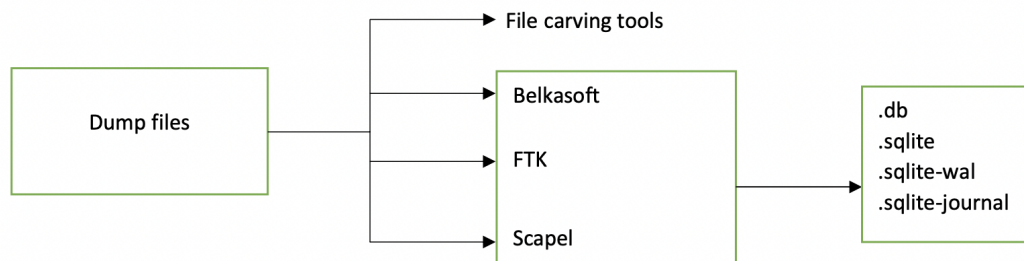 File carving tools
Dump files
Belkasoft
FTK
Scapel
.db
.sqlite
.sqlite-wal
.sqlite-journal